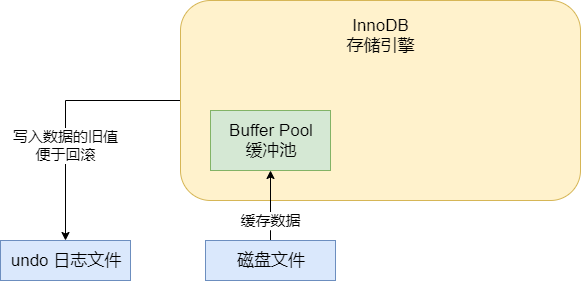 InnoDB
存储引擎
写入数据的旧值
便于回滚
Buffer Pool
缓冲池
缓存数据
undo 日志文件
磁盘文件